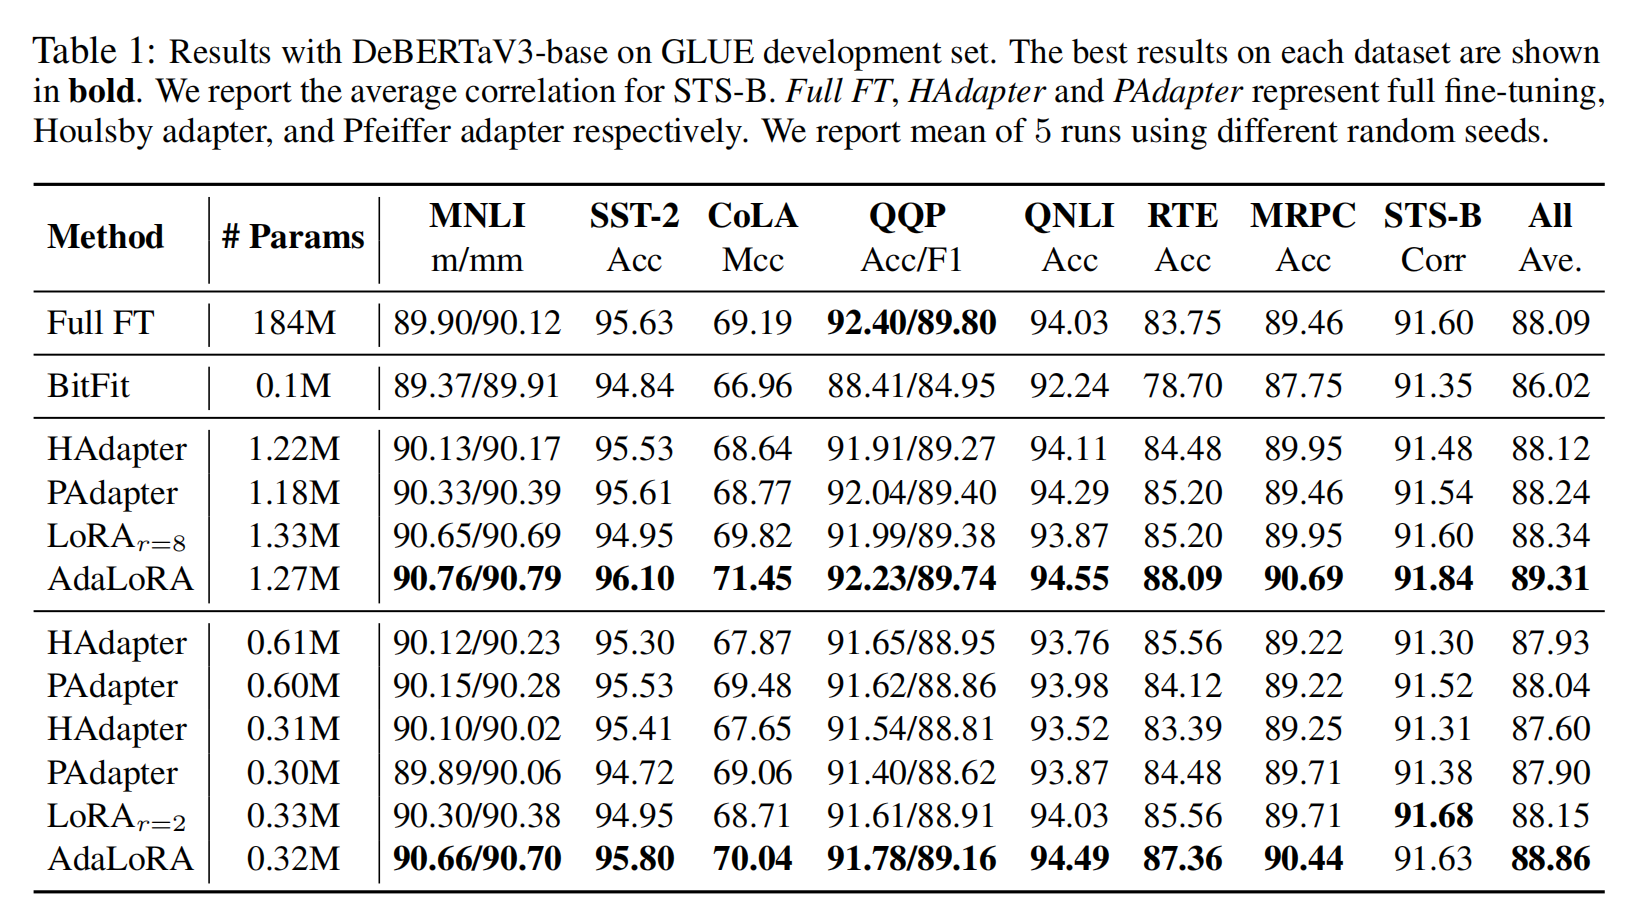 Table 1: Results with DeBERTaV3-base on GLUE development set. The best results on each dataset are shown
in bold. We report the average correlation for STS-B. Full FT, HAdapter and PAdapter represent full fine-tuning,
Houlsby adapter, and Pfeiffer adapter respectively. We report mean of 5 runs using different random seeds.
Method # Params MNLI SST-2 CoLA QQP QNLI RTE MRPC STS-B All
m/mm Acc Mcc Acc/F1 Acc Acc Acc Corr Ave.
Full FT 184M 89.90/90.12 95.63 69.19 92.40/89.80 94.03 83.75 89.46 91.60 88.09
BitFit 0.1M 89.37/89.91 94.84 66.96 88.41/84.95 92.24 78.70 87.75 91.35 86.02
HAdapter 1.22M 90.13/90.17 95.53 68.64 91.91/89.27 94.11 84.48 89.95 91.48 88.12
PAdapter 1.18M 90.33/90.39 95.61 68.77 92.04/89.40 94.29 85.20 89.46 91.54 88.24
LoRAr=8 1.33M 90.65/90.69 94.95 69.82 91.99/89.38 93.87 85.20 89.95 91.60 88.34
AdaLoRA 1.27M 90.76/90.79 96.10 71.45 92.23/89.74 94.55 88.09 90.69 91.84 89.31
HAdapter 0.61M 90.12/90.23 95.30 67.87 91.65/88.95 93.76 85.56 89.22 91.30 87.93
PAdapter 0.60M 90.15/90.28 95.53 69.48 91.62/88.86 93.98 84.12 89.22 91.52 88.04
HAdapter 0.31M 90.10/90.02 95.41 67.65 91.54/88.81 93.52 83.39 89.25 91.31 87.60
PAdapter 0.30M 89.89/90.06 94.72 69.06 91.40/88.62 93.87 84.48 89.71 91.38 87.90
LoRAr=2 0.33M 90.30/90.38 94.95 68.71 91.61/88.91 94.03 85.56 89.71 91.68 88.15
AdaLoRA 0.32M 90.66/90.70 95.80 70.04 91.78/89.16 94.49 87.36 90.44 91.63 88.86